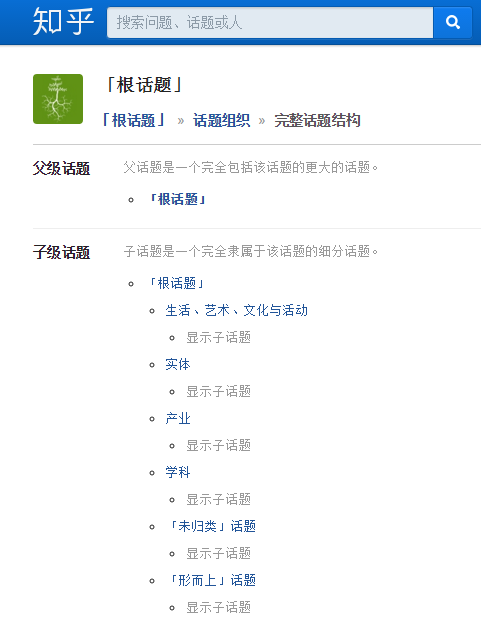 知乎 搜索问题、话题或人
「根话题」
「根话题」 » 话题组织 » 完整话题结构
父级话题 父话题是一个完全包括该话题的更大的话题。
「根话题」
子级话题 子话题是一个完全隶属于该话题的细分话题。
「根话题」
生活、艺术、文化与活动
显示子话题
实体
显示子话题
产业
显示子话题
学科
显示子话题
「未归类」话题
显示子话题
「形而上」话题
显示子话题